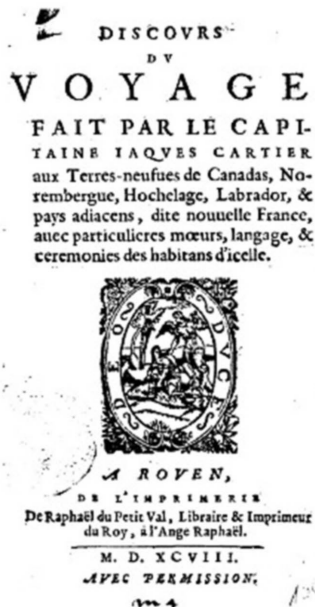 DISCOVRS
DV
VOYAGE
FAIT PAR LE CAPI-
TAINE IAQVES CARTIER
aux Terres-neufues de Canadas, No-
rembergue, Hochelage, Labrador, &
pays adiacens, dite nouuelle France,
auec particulieres mœurs, langage, &
ceremonies des habitans d'icelle.
DEO DVCE
A ROVEN,
DE L'IMPRIMERIE
De Raphaël du Petit Val, Libraire & Imprimeur
du Roy, à l'Ange Raphaël.
M. D. XCVIII.
AVEC PERMISSION.